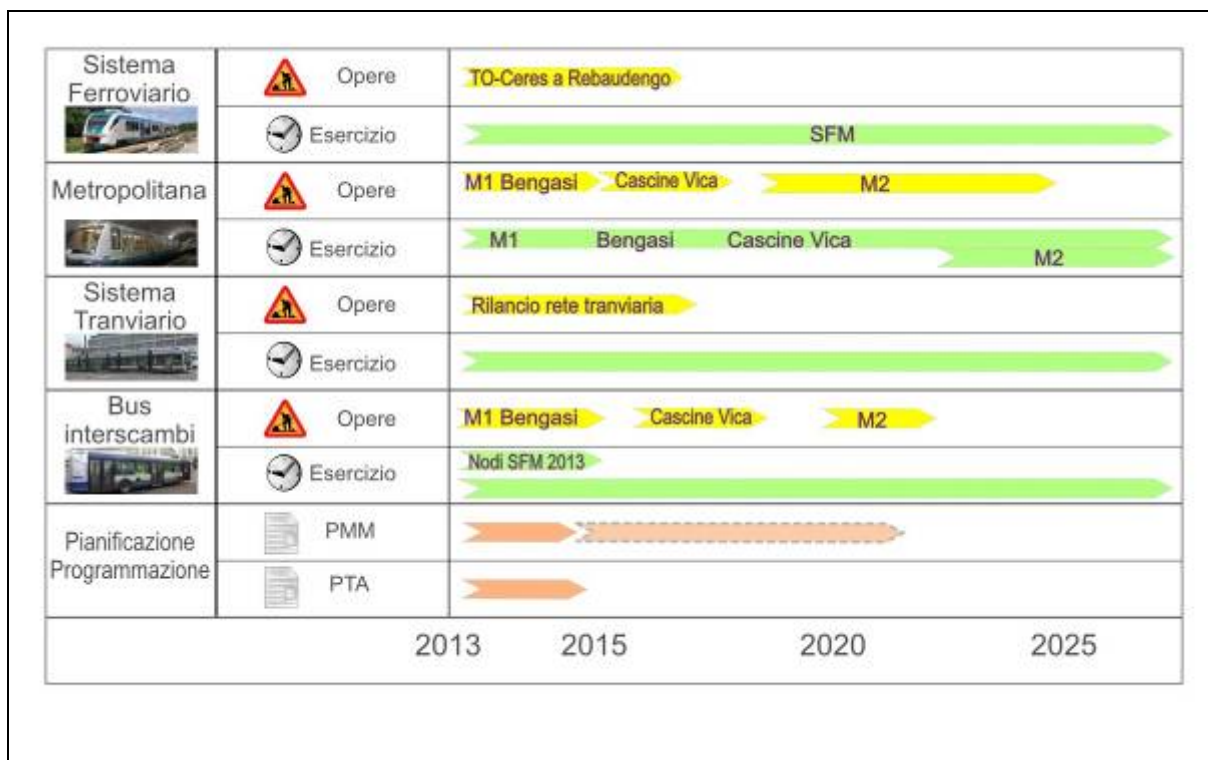 Sistema
Ferroviario
Opere
TO-Ceres a Rebaudengo
Esercizio
SFM
Metropolitana
Opere
M1 Bengasi
Cascine Vica
M2
Esercizio
M1
Bengasi
Cascine Vica
M2
Sistema
Tranviario
Opere
Rilancio rete tranviaria
Esercizio
Bus
interscambi
Opere
M1 Bengasi
Cascine Vica
M2
Esercizio
Nodi SFM 2013
Pianificazione
Programmazione
PMM
PTA
2013 2015 2020 2025